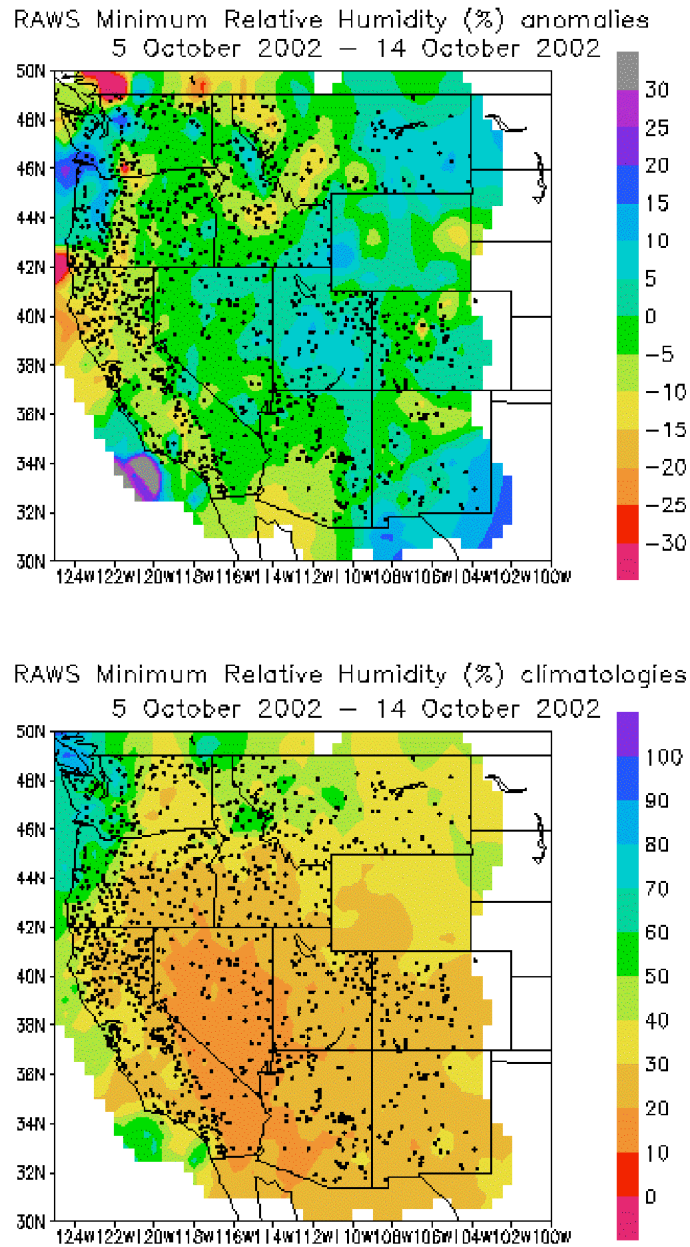 RAWS Minimum Relative Humidity (%) anomalies
5 October 2002 – 14 October 2002
50N
48N
46N
44N
42N
40N
38N
36N
34N
32N
30N
124W122W120W118W116W114W112W110W108W106W104W102W100W
30
25
20
15
10
5
0
−5
−10
−15
−20
−25
−30
RAWS Minimum Relative Humidity (%) climatologies
5 October 2002 – 14 October 2002
50N
48N
46N
44N
42N
40N
38N
36N
34N
32N
30N
124W122W120W118W116W114W112W110W108W106W104W102W100W
100
90
80
70
60
50
40
30
20
10
0